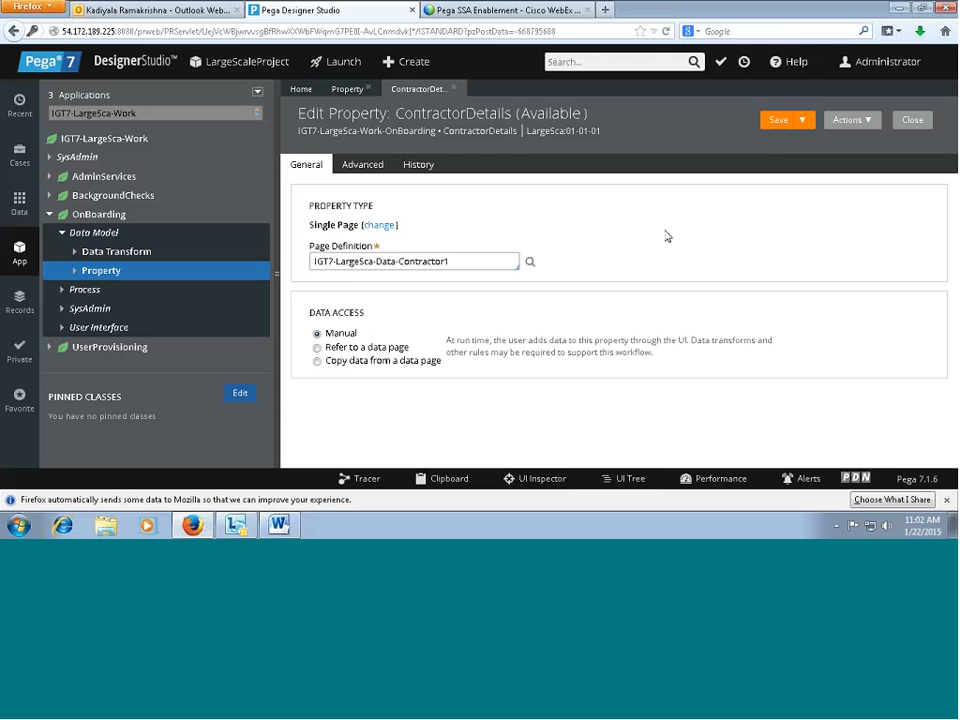 Firefox
Kadiyala Ramakrishna - Outlook Web... ×
Pega Designer Studio ×
Pega SSA Enablement - Cisco WebEx ... ×
Google
PEGA 7
DesignerStudio™
LargeScaleProject
Launch
Create
Search...
Help
Administrator
Recent
Cases
Data
App
Records
Private
Favorite
3 Applications
IGT7-LargeSca-Work
IGT7-LargeSca-Work
SysAdmin
AdminServices
BackgroundChecks
OnBoarding
Data Model
Data Transform
Property
Process
SysAdmin
User Interface
UserProvisioning
PINNED CLASSES
Edit
You have no pinned classes
Home
Property ×
ContractorDet... ×
Edit Property: ContractorDetails (Available)
IGT7-LargeSca-Work-OnBoarding • ContractorDetails | LargeSca:01-01-01
Save
Actions
Close
General
Advanced
History
PROPERTY TYPE
Single Page [change]
Page Definition*
IGT7-LargeSca-Data-Contractor1
DATA ACCESS
Manual
Refer to a data page
Copy data from a data page
At run time, the user adds data to this property through the UI. Data transforms and
other rules may be required to support this workflow.
Tracer
Clipboard
UI Inspector
UI Tree
Performance
Alerts
PDN
Pega 7.1.6
Firefox automatically sends some data to Mozilla so that we can improve your experience.
Choose What I Share ×
11:02 AM
1/22/2015